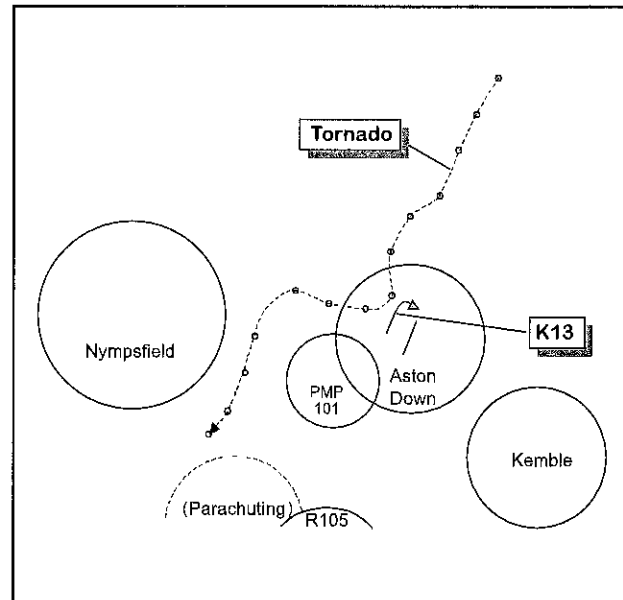 Tornado
Nympsfield
K13
PMP
101
Aston
Down
Kemble
(Parachuting)
R105